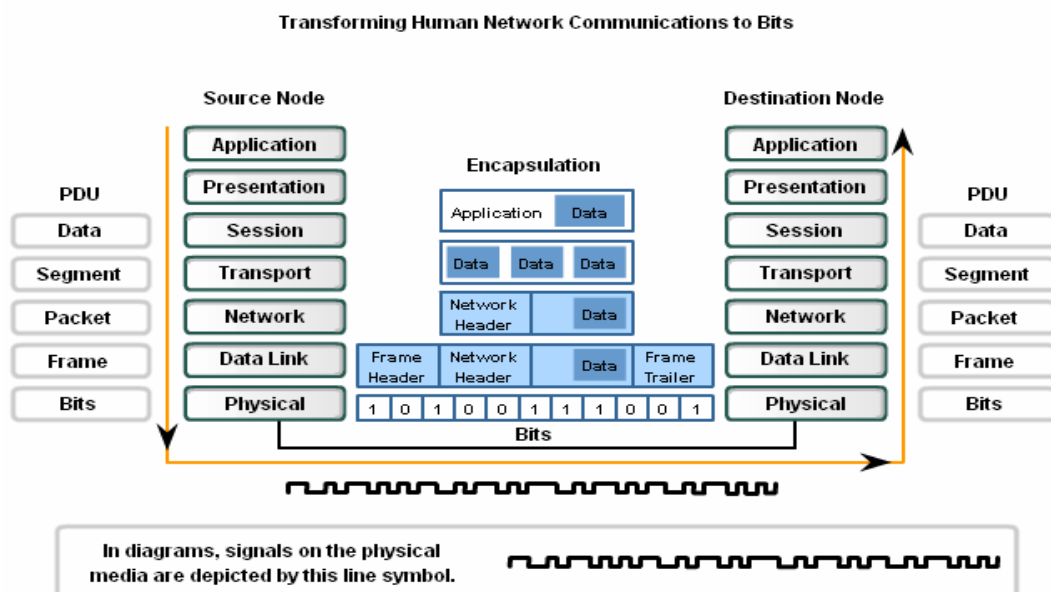 Transforming Human Network Communications to Bits
Source Node
Destination Node
Application
Presentation
Session
Transport
Network
Data Link
Physical
PDU
Data
Segment
Packet
Frame
Bits
Encapsulation
Application Data
Data Data Data
Network Header Data
Frame Header Network Header Data Frame Trailer
1 0 1 0 0 1 1 1 0 0 1
Bits
Application
Presentation
Session
Transport
Network
Data Link
Physical
PDU
Data
Segment
Packet
Frame
Bits
In diagrams, signals on the physical
media are depicted by this line symbol.